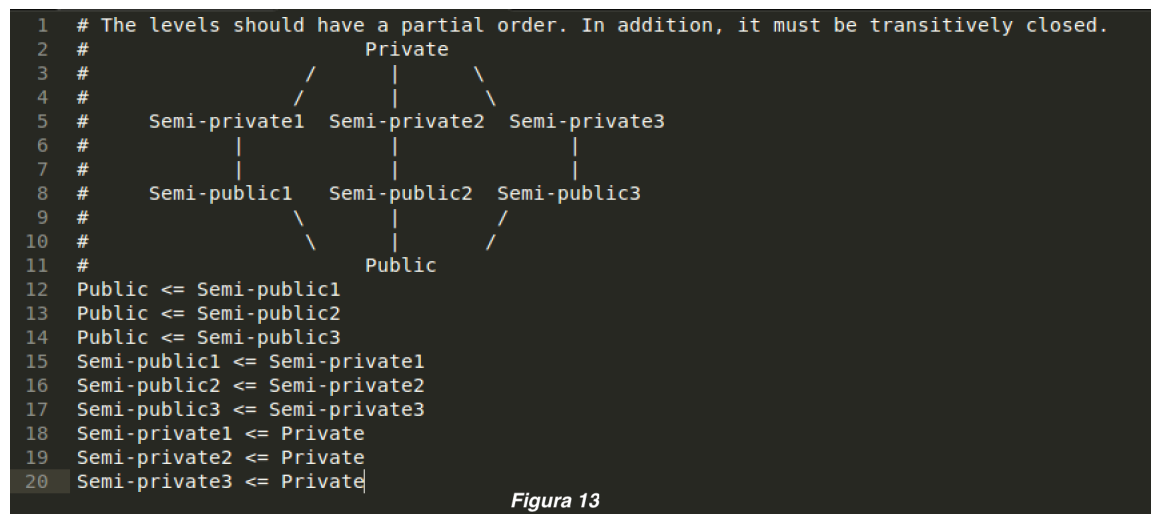 1 # The levels should have a partial order. In addition, it must be transitively closed.
2 # Private
3 # / | \
4 # / | \
5 # Semi-private1 Semi-private2 Semi-private3
6 # | | |
7 # | | |
8 # Semi-public1 Semi-public2 Semi-public3
9 # \ | /
10 # \ | /
11 # Public
12 Public <= Semi-public1
13 Public <= Semi-public2
14 Public <= Semi-public3
15 Semi-public1 <= Semi-private1
16 Semi-public2 <= Semi-private2
17 Semi-public3 <= Semi-private3
18 Semi-private1 <= Private
19 Semi-private2 <= Private
20 Semi-private3 <= Private
Figura 13